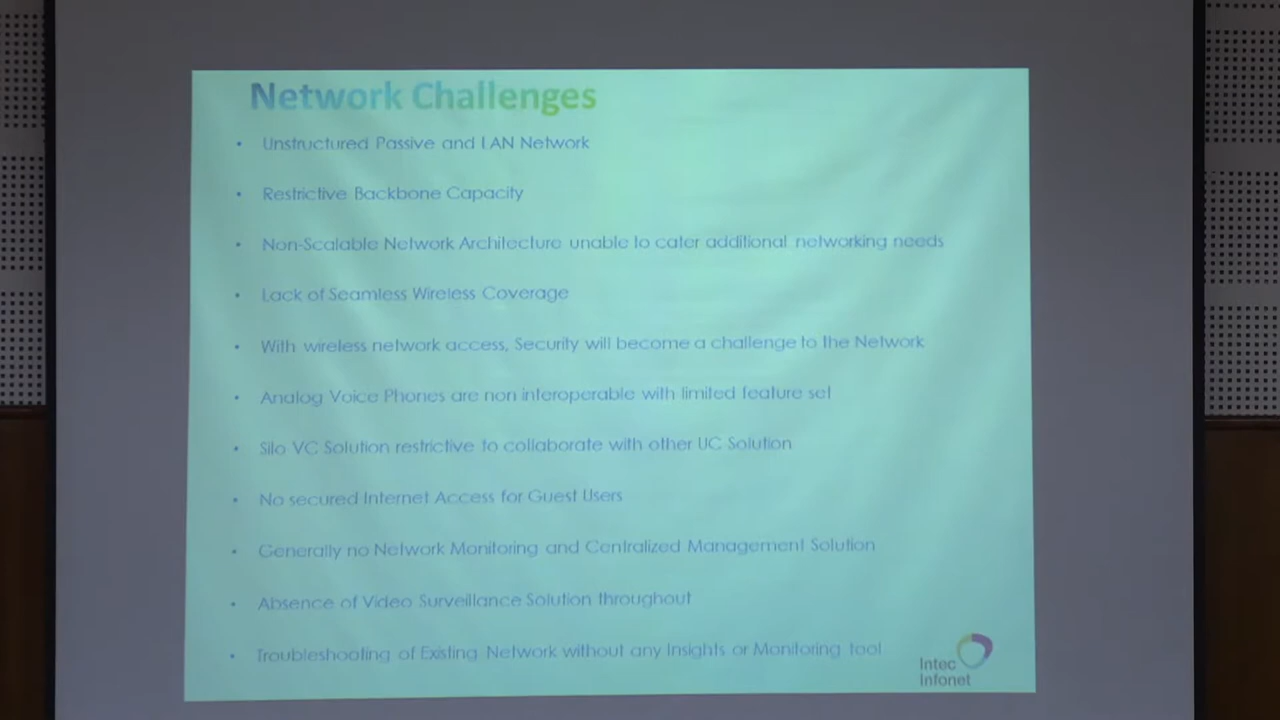 Network Challenges
• Unstructured Passive and LAN Network
• Restrictive Backbone Capacity
• Non-Scalable Network Architecture unable to cater additional networking needs
• Lack of Seamless Wireless Coverage
• With wireless network access, Security will become a challenge to the Network
• Analog Voice Phones are non interoperable with limited feature set
• Silo VC Solution restrictive to collaborate with other UC Solution
• No secured Internet Access for Guest Users
• Generally no Network Monitoring and Centralized Management Solution
• Absence of Video Surveillance Solution throughout
• Troubleshooting of Existing Network without any Insights or Monitoring tool
Intec
Infonet